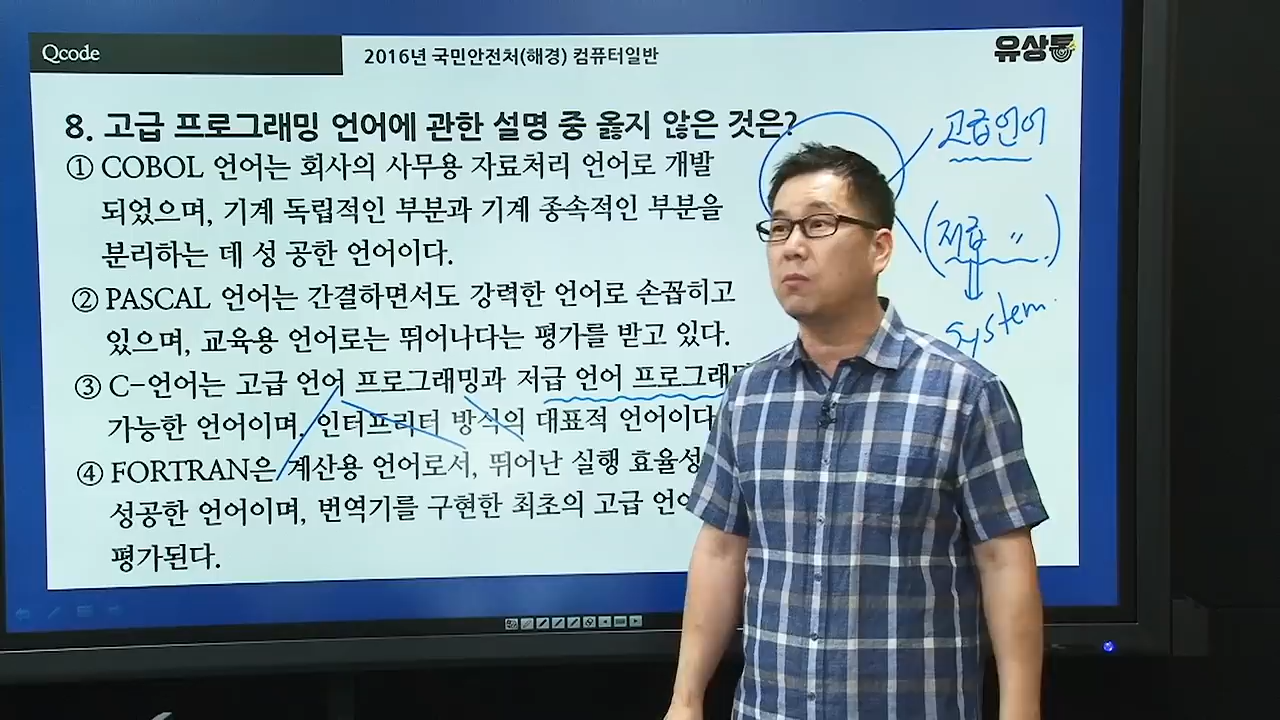 Qcode
2016년 국민안전처(해경) 컴퓨터일반
유상통
8. 고급 프로그래밍 언어에 관한 설명 중 옳지 않은 것은?
① COBOL 언어는 회사의 사무용 자료처리 언어로 개발
되었으며, 기계 독립적인 부분과 기계 종속적인 부분을
분리하는 데 성 공한 언어이다.
② PASCAL 언어는 간결하면서도 강력한 언어로 손꼽히고
있으며, 교육용 언어로는 뛰어나다는 평가를 받고 있다.
③ C-언어는 고급 언어 프로그래밍과 저급 언어 프로그래
가능한 언어이며, 인터프리터 방식의 대표적 언어이다
④ FORTRAN은 계산용 언어로서, 뛰어난 실행 효율성
성공한 언어이며, 번역기를 구현한 최초의 고급 언어
평가된다.
고급언어
(저급 〃)
System